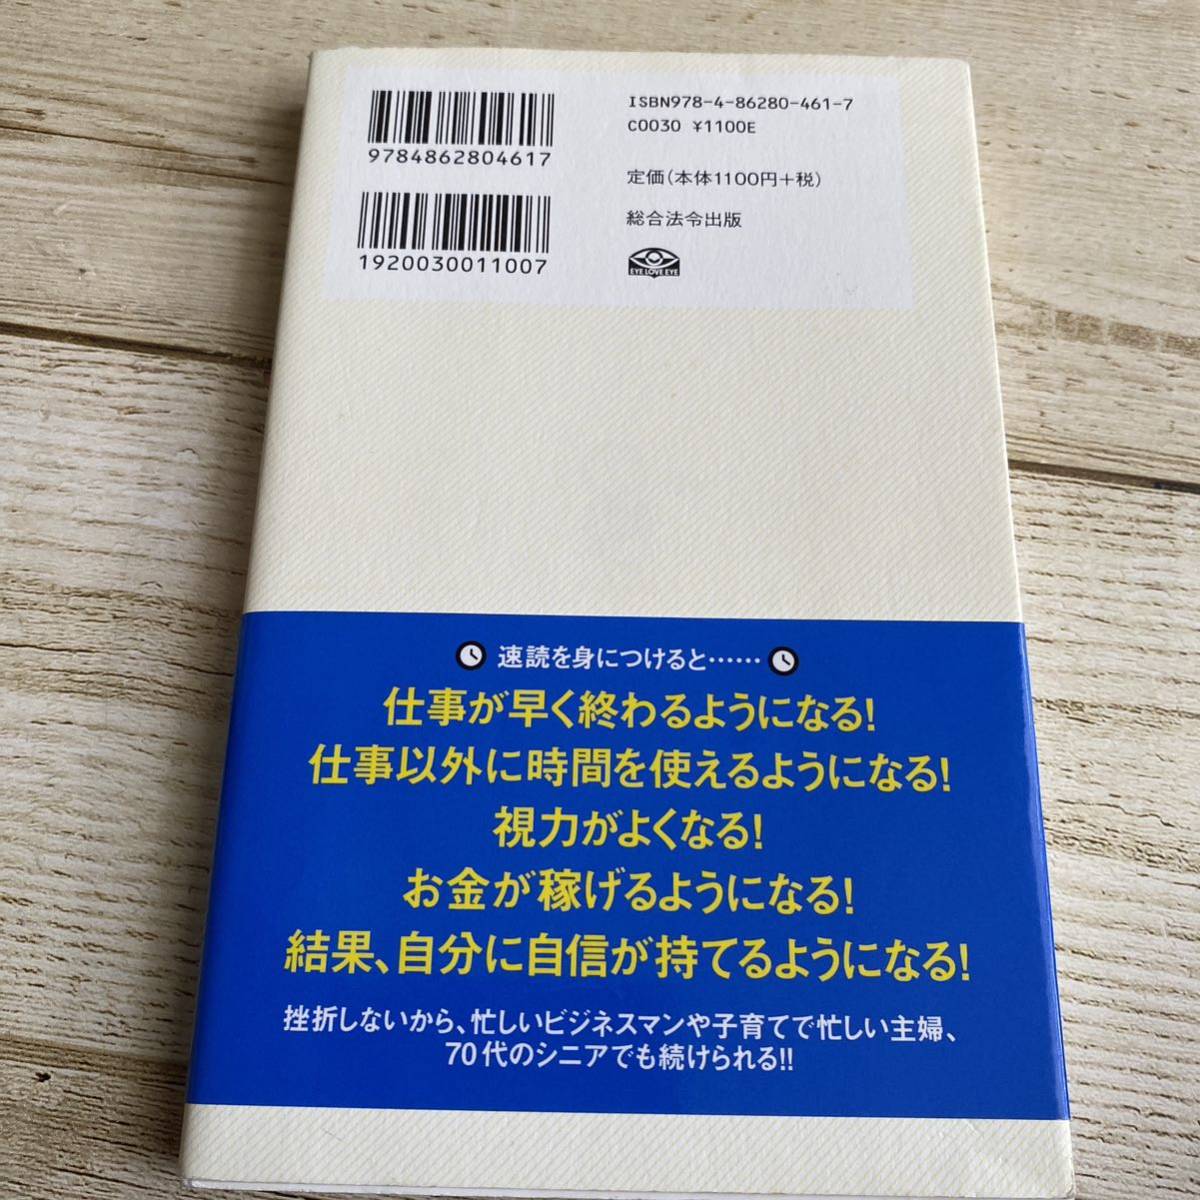 9784862804617
1920030011007
ISBN978-4-86280-461-7
C0030 ¥1100E
定価(本体1100円+税)
総合法令出版
EYE LOVE EYE
速読を身につけると……
仕事が早く終わるようになる!
仕事以外に時間を使えるようになる!
視力がよくなる!
お金が稼げるようになる!
結果、自分に自信が持てるようになる!
挫折しないから、忙しいビジネスマンや子育てで忙しい主婦、
70代のシニアでも続けられる!!